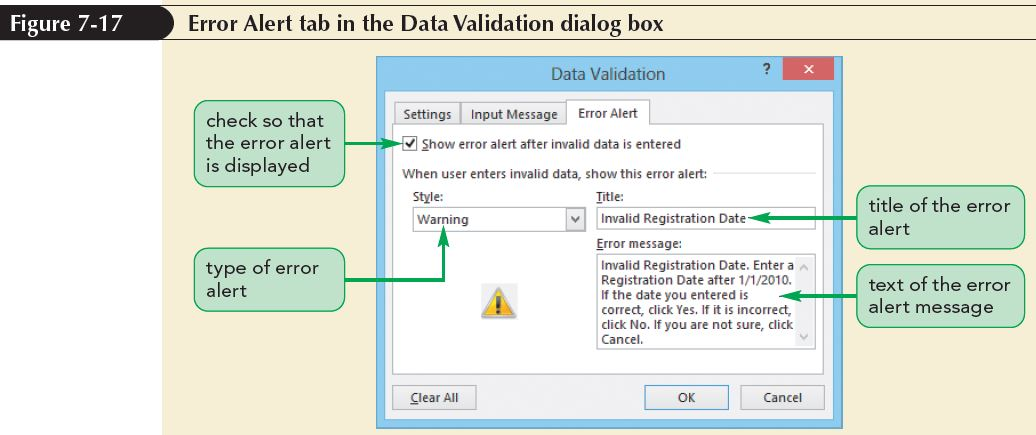 Figure 7-17
Error Alert tab in the Data Validation dialog box
Data Validation
?
×
Settings
Input Message
Error Alert
check so that
the error alert
is displayed
Show error alert after invalid data is entered
When user enters invalid data, show this error alert:
Style:
Title:
Warning
Invalid Registration Date
title of the error
alert
Error message:
type of error
alert
Invalid Registration Date. Enter a
Registration Date after 1/1/2010.
If the date you entered is
correct, click Yes. If it is incorrect,
click No. If you are not sure, click
Cancel.
text of the error
alert message
Clear All
OK
Cancel